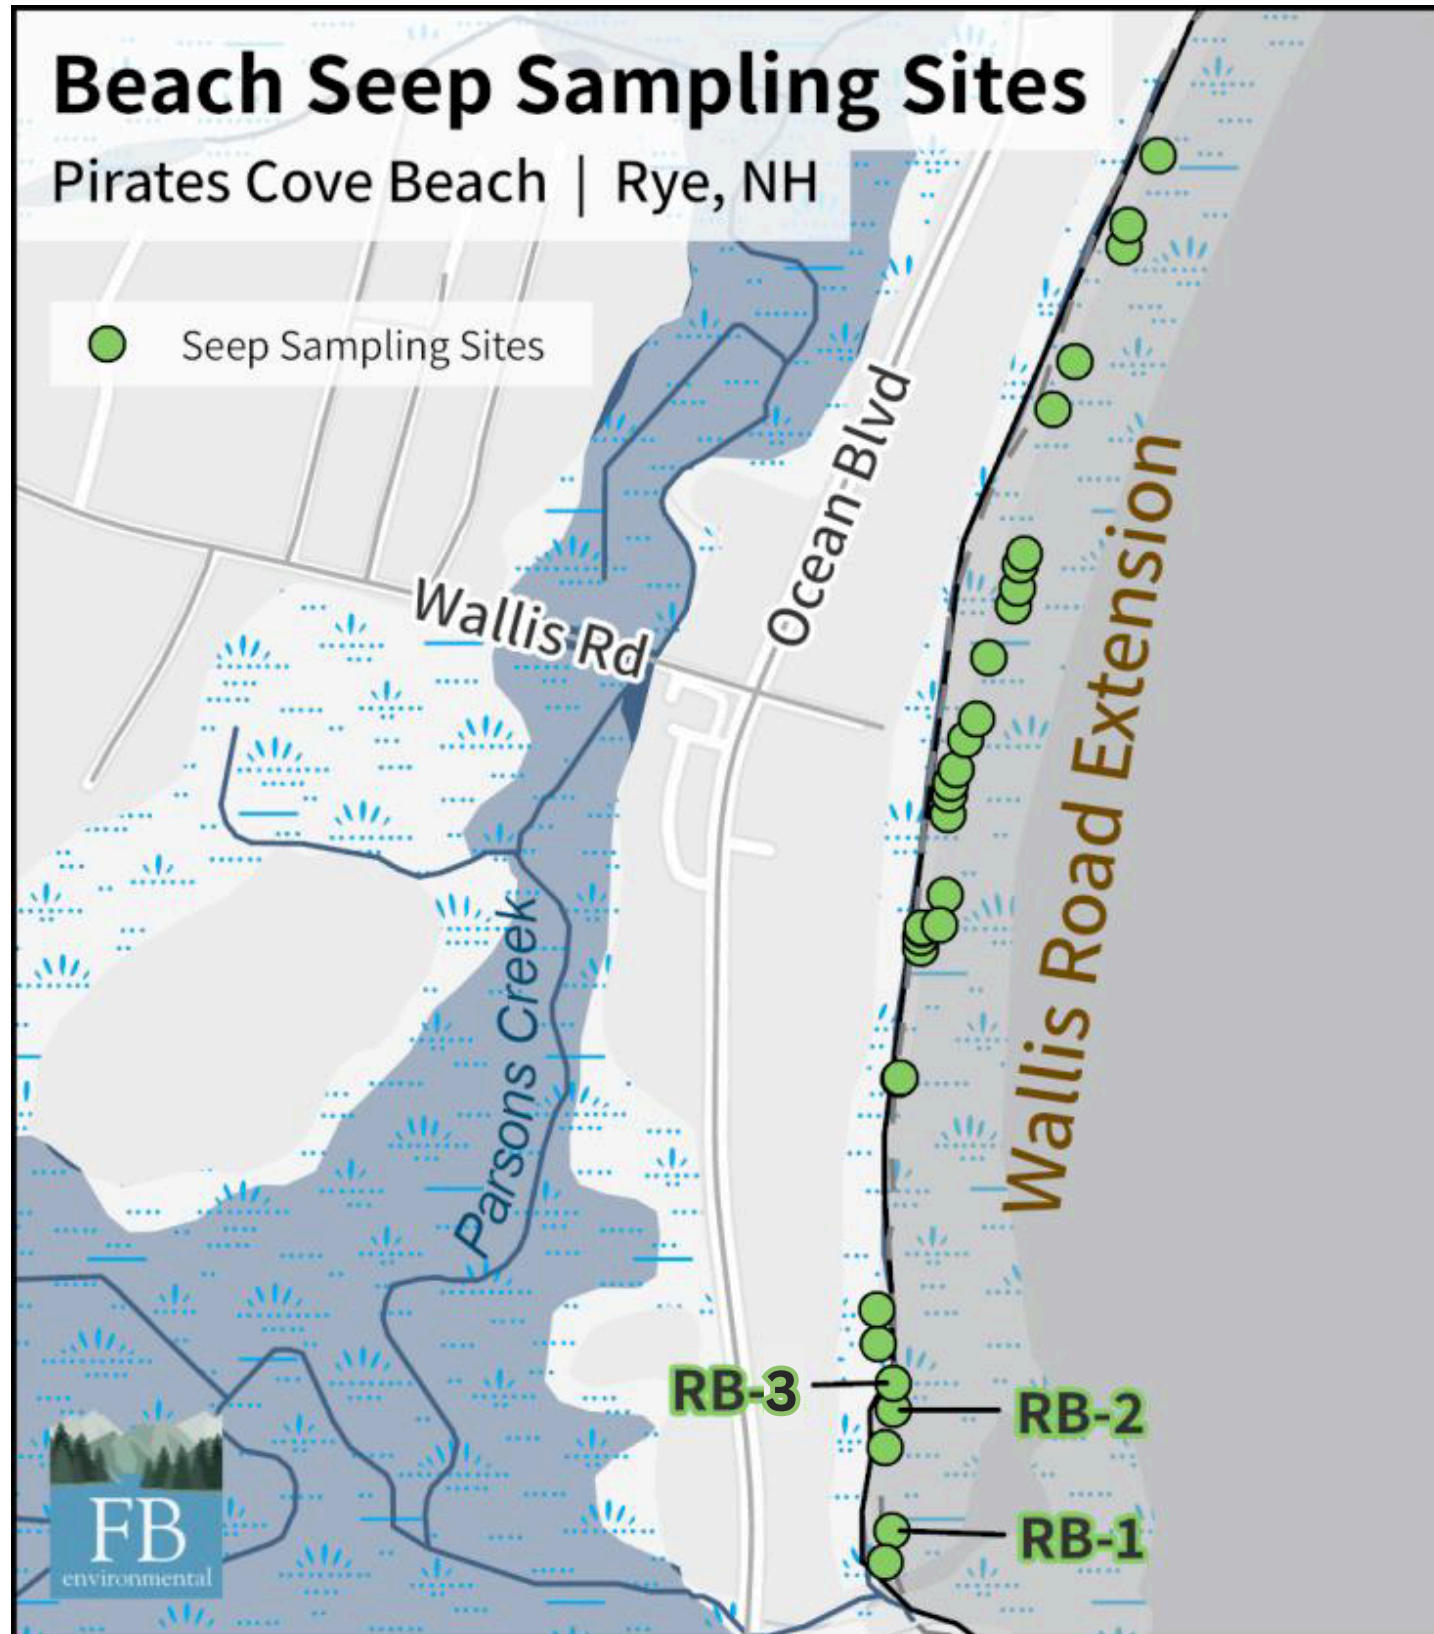 Beach Seep Sampling Sites
Pirates Cove Beach | Rye, NH
Seep Sampling Sites
Ocean Blvd
Wallis Rd
Wallis Road Extension
Parsons Creek
RB-3
RB-2
RB-1
FB
environmental